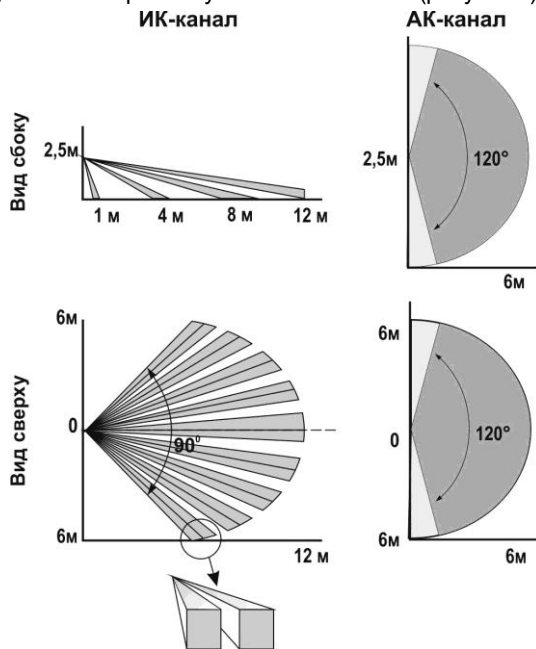 ИК-канал
АК-канал
Вид сбоку
2,5м
1 м
4 м
8 м
12 м
2,5м
120°
6м
Вид сверху
6м
0
6м
90⁰
12 м
6м
0
6м
120°
6м